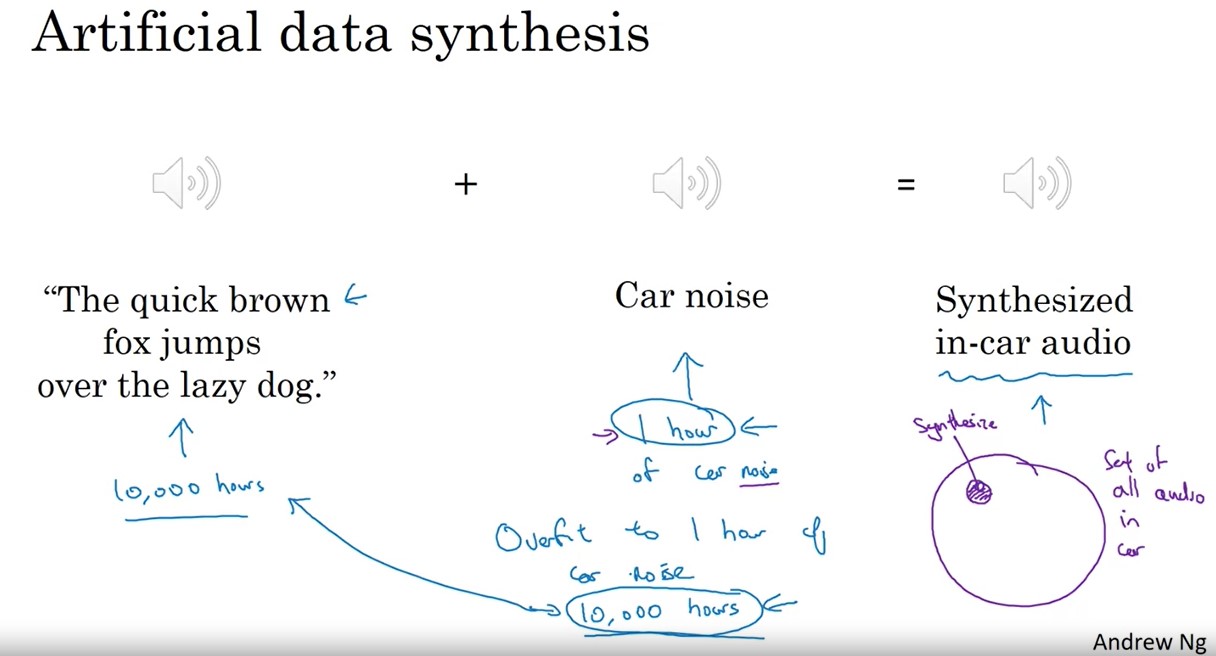 Artificial data synthesis
+
=
“The quick brown
fox jumps
over the lazy dog.”
10,000 hours
Car noise
1 hour
of car noise
Overfit to 1 hour of
car noise
10,000 hours
Synthesized
in-car audio
Synthesize
Set of
all audio
in
car
Andrew Ng